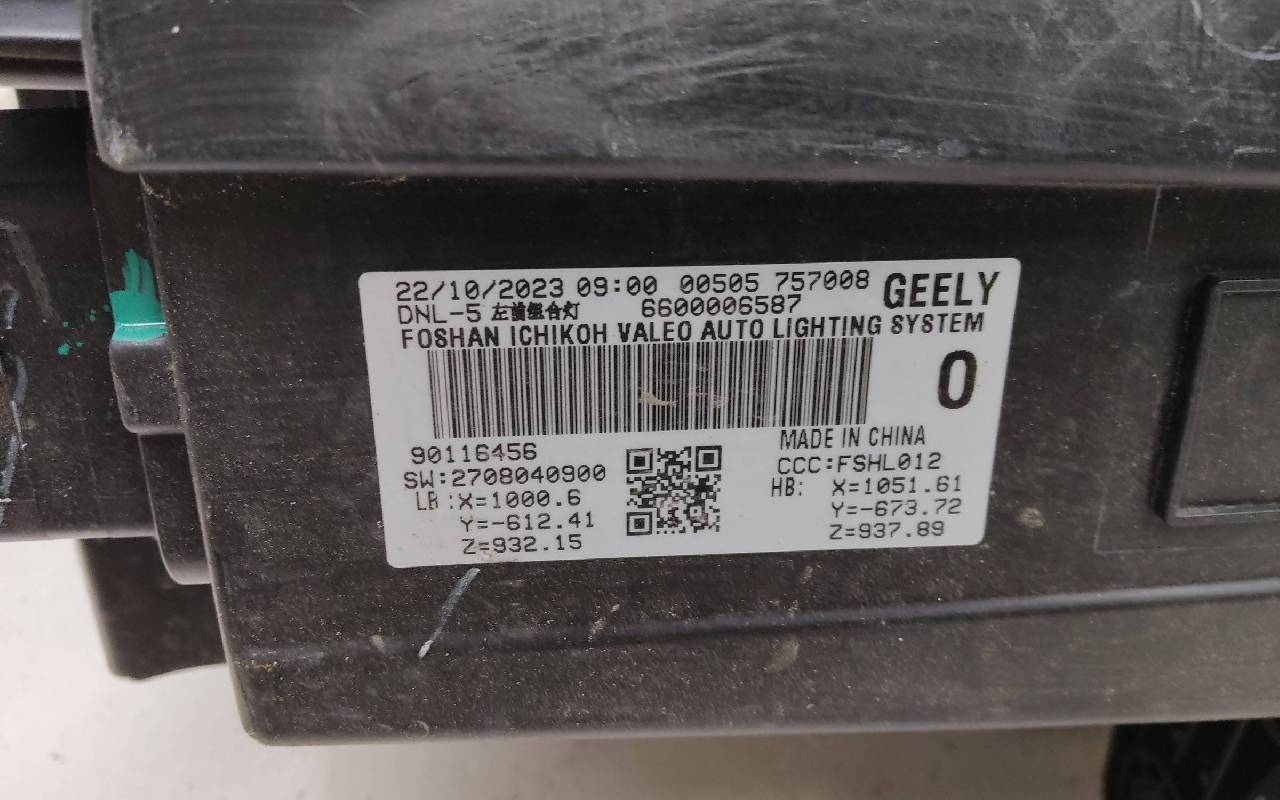 22/10/2023 09:00 00505 757008 GEELY
DNL-5 左前组合灯 6600006587
FOSHAN ICHIKOH VALEO AUTO LIGHTING SYSTEM
0
90116456 MADE IN CHINA
SW:2708040900 CCC:FSHL012
LB:X=1000.6 HB: X=1051.61
Y=-612.41 Y=-673.72
Z=932.15 Z=937.89